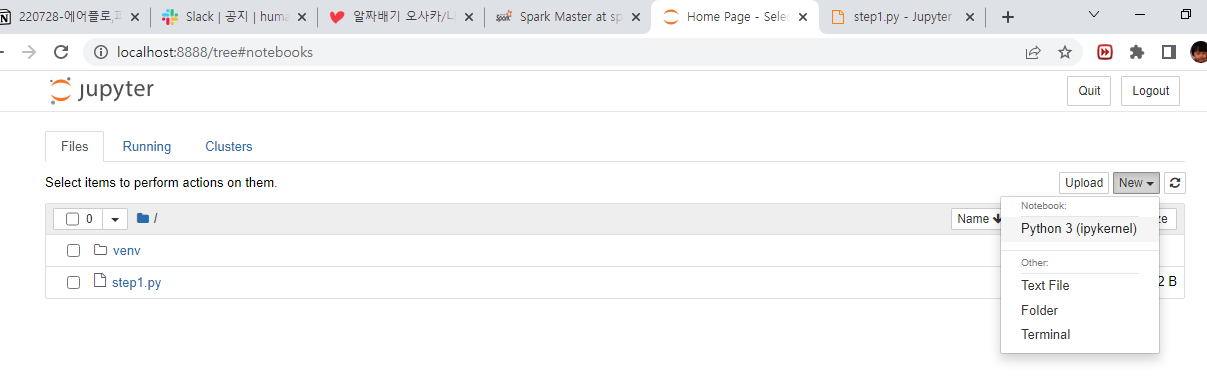 220728-에어플로,프
Slack | 공지 | huma
알짜배기 오사카/나
Spark Master at sp
Home Page - Selec
step1.py - Jupyter
localhost:8888/tree#notebooks
jupyter
Quit
Logout
Files
Running
Clusters
Select items to perform actions on them.
Upload
New
0
/
Name
ze
Notebook:
Python 3 (ipykernel)
venv
Other:
step1.py
2 B
Text File
Folder
Terminal